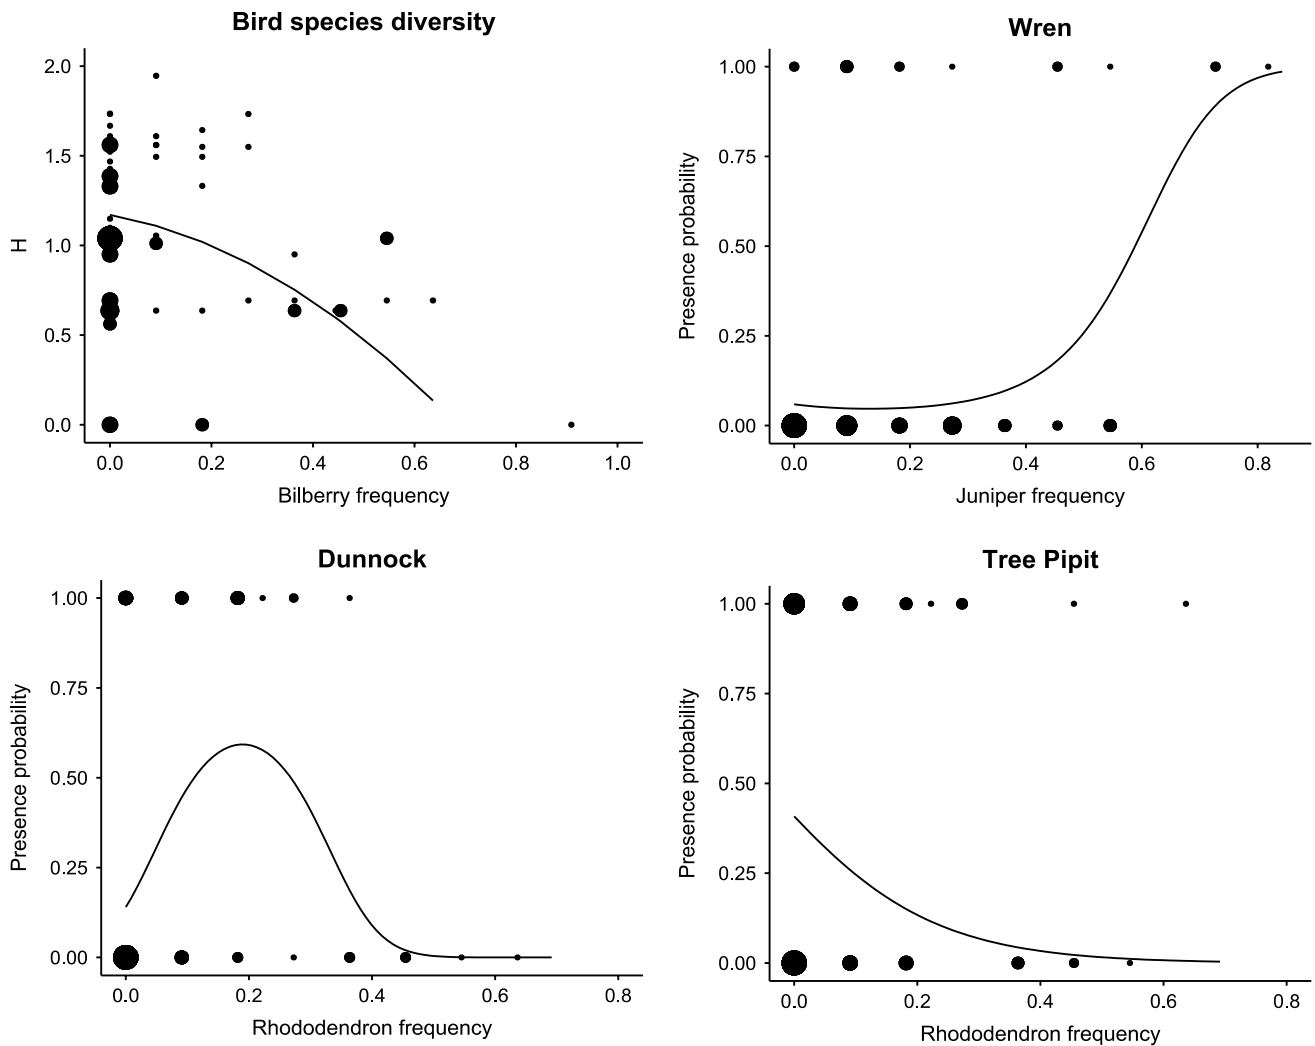 Bird species diversity
H
2.0
1.5
1.0
0.5
0.0
0.0 0.2 0.4 0.6 0.8 1.0
Bilberry frequency
Wren
Presence probability
1.00
0.75
0.50
0.25
0.00
0.0 0.2 0.4 0.6 0.8
Juniper frequency
Dunnock
Presence probability
1.00
0.75
0.50
0.25
0.00
0.0 0.2 0.4 0.6 0.8
Rhododendron frequency
Tree Pipit
Presence probability
1.00
0.75
0.50
0.25
0.00
0.0 0.2 0.4 0.6 0.8
Rhododendron frequency